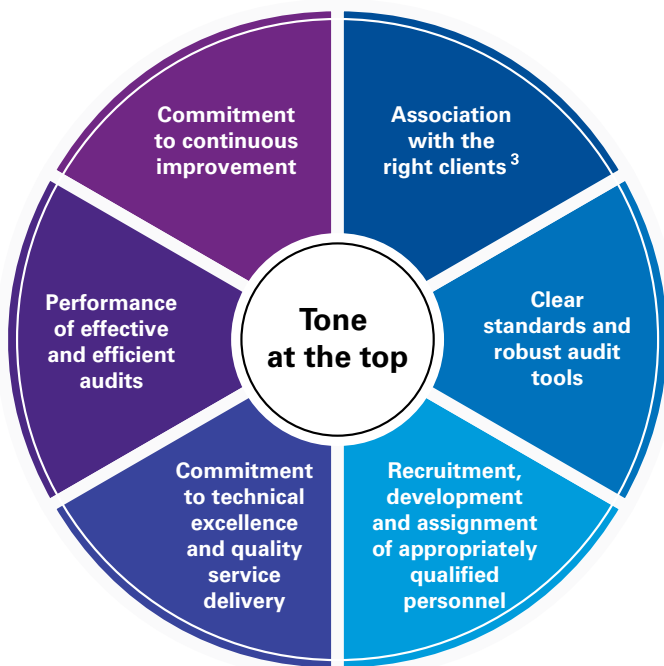 Commitment
to continuous
improvement
Association
with the
right clients 3
Performance
of effective
and efficient
audits
Tone
at the top
Clear
standards and
robust audit
tools
Commitment
to technical
excellence
and quality
service
delivery
Recruitment,
development
and assignment
of appropriately
qualified
personnel